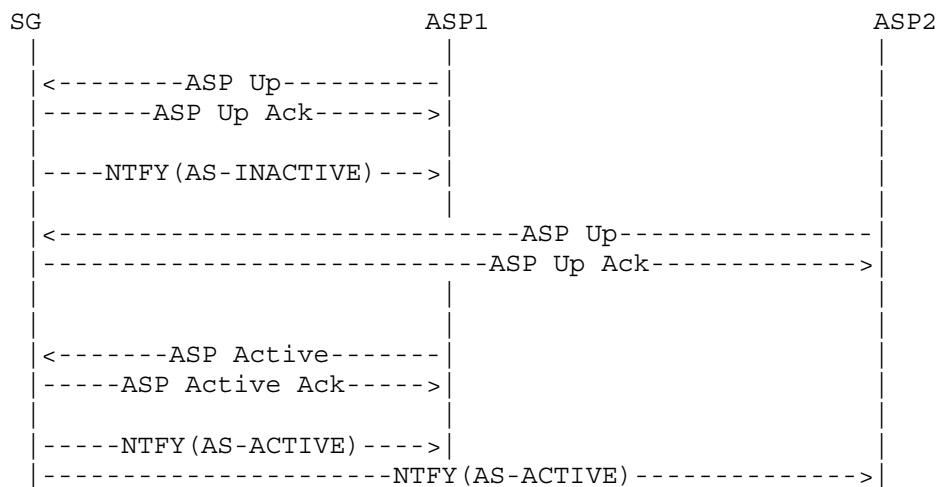 SG ASP1 ASP2
<--------ASP Up----------
-------ASP Up Ack------->
----NTFY(AS-INACTIVE)--->
<------------------------------ASP Up----------------
----------------------------ASP Up Ack------------->
<-------ASP Active-------
-----ASP Active Ack----->
-----NTFY(AS-ACTIVE)---->
----------------------NTFY(AS-ACTIVE)-------------->